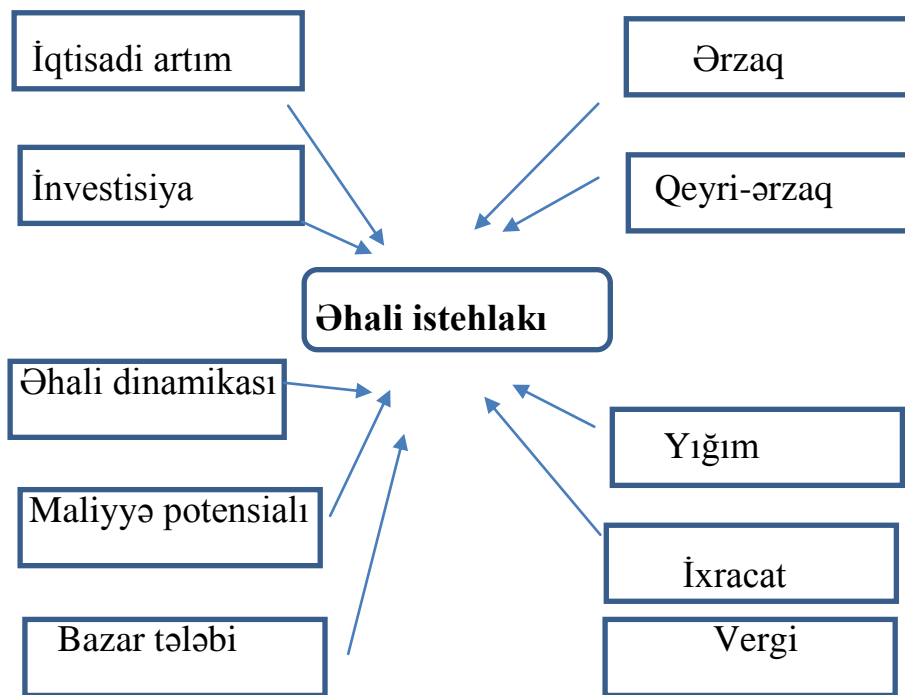 İqtisadi artım
Ərzaq
İnvestisiya
Qeyri-ərzaq
Əhali istehlakı
Əhali dinamikası
Yığım
Maliyyə potensialı
İxracat
Bazar tələbi
Vergi